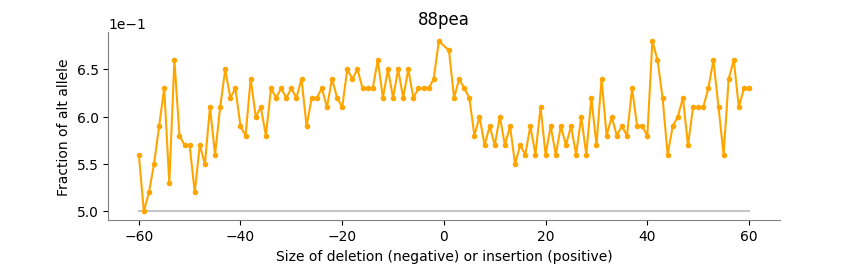 88pea
1e−1
Fraction of alt allele
6.5
6.0
5.5
5.0
−60 −40 −20 0 20 40 60
Size of deletion (negative) or insertion (positive)